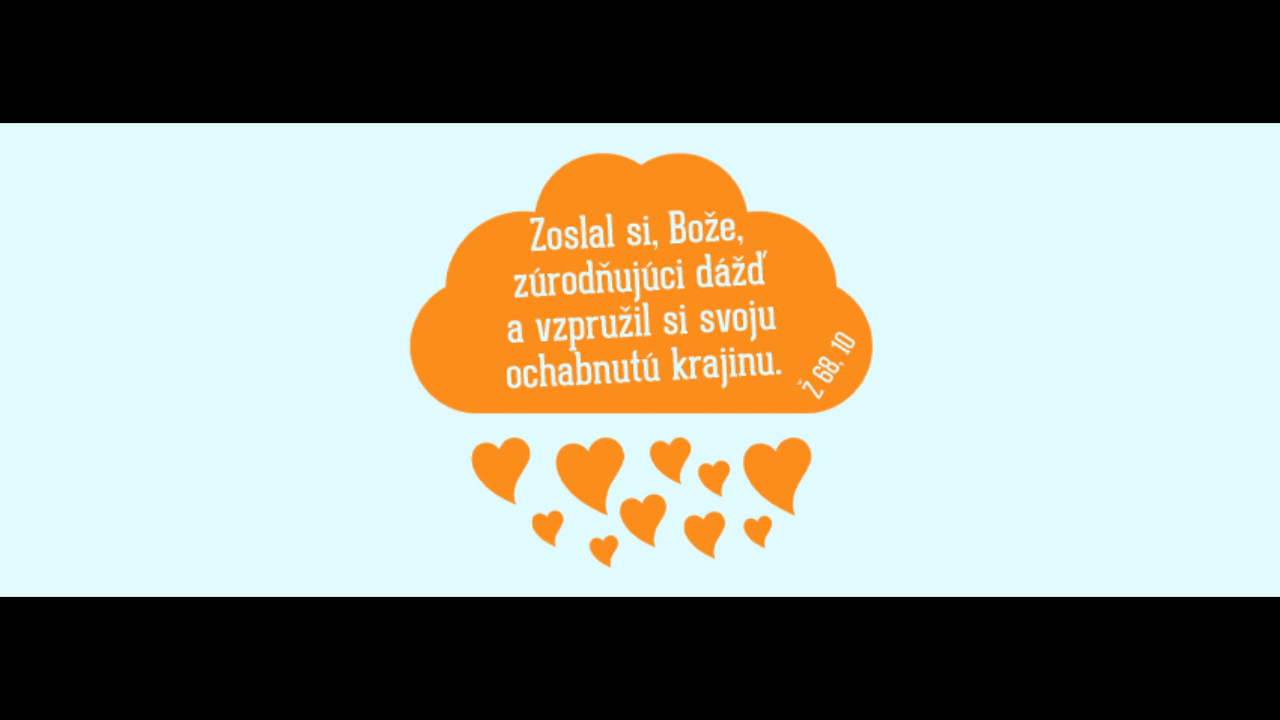 Zoslal si, Bože,
zúrodňujúci dážď
a vzpružil si svoju
ochabnutú krajinu.
Ž 68, 10